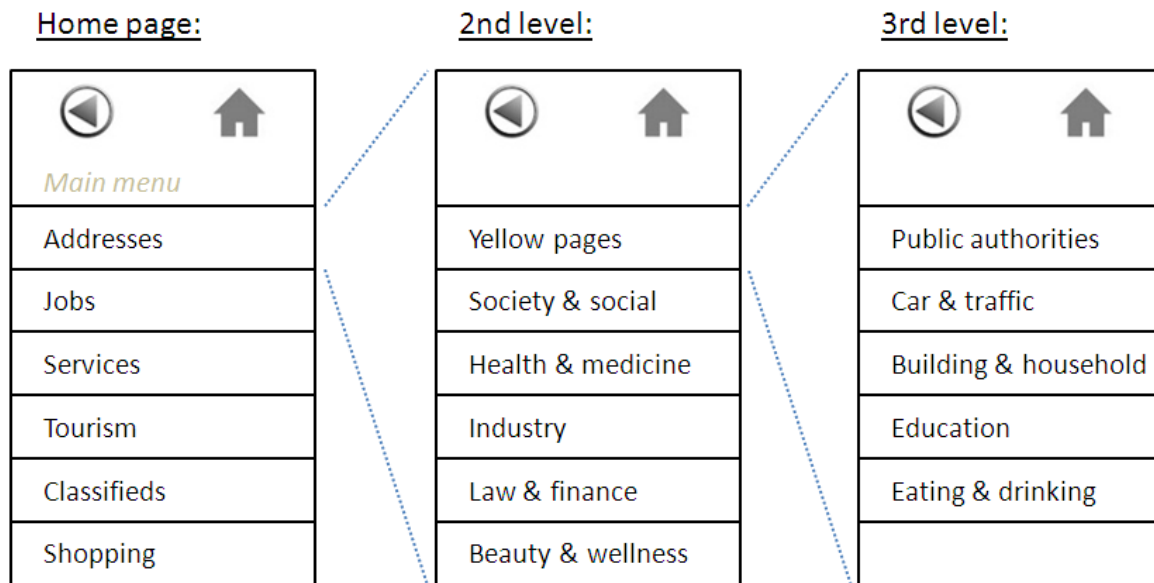 Home page:
Main menu
Addresses
Jobs
Services
Tourism
Classifieds
Shopping
2nd level:
Yellow pages
Society & social
Health & medicine
Industry
Law & finance
Beauty & wellness
3rd level:
Public authorities
Car & traffic
Building & household
Education
Eating & drinking